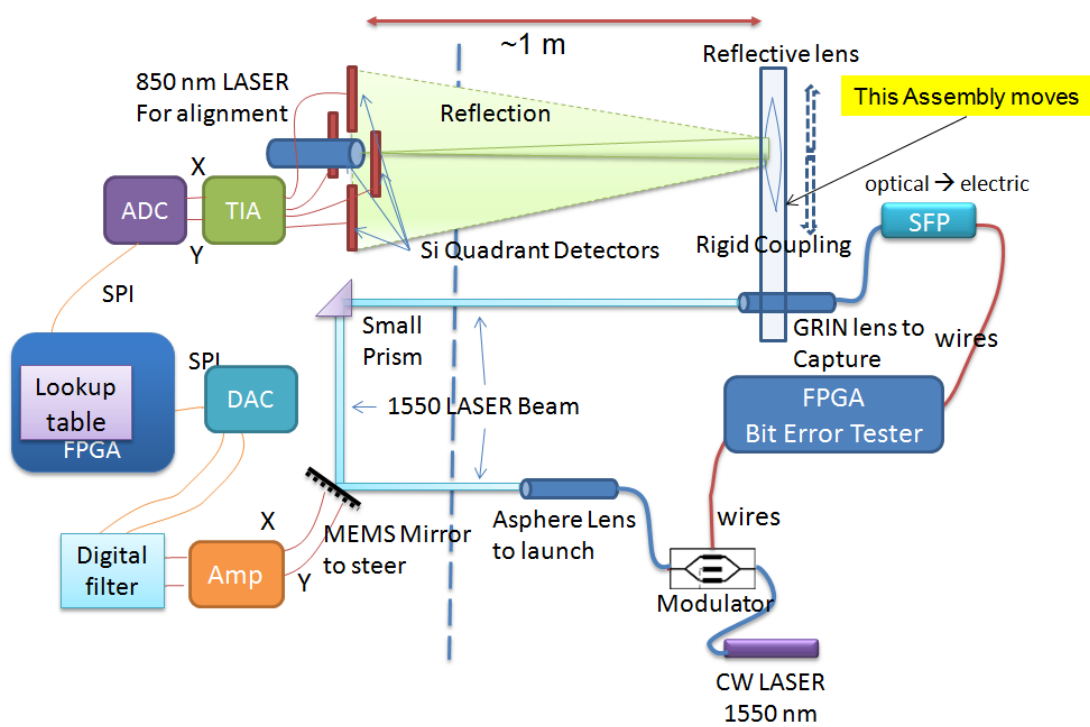 ~1 m
Reflective lens
850 nm LASER
For alignment
Reflection
This Assembly moves
X
ADC
TIA
Y
optical → electric
SFP
Si Quadrant Detectors
Rigid Coupling
SPI
Small
Prism
GRIN lens to
Capture
wires
Lookup
table
FPGA
SPI
DAC
1550 LASER Beam
FPGA
Bit Error Tester
X
MEMS Mirror
to steer
Y
Asphere Lens
to launch
wires
Digital
filter
Amp
Modulator
CW LASER
1550 nm